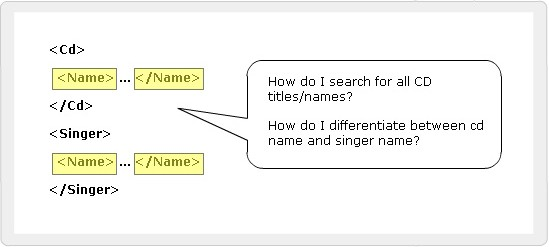 <Cd>
<Name>...</Name>
</Cd>
<Singer>
<Name>...</Name>
</Singer>
How do I search for all CD
titles/names?
How do I differentiate between cd
name and singer name?